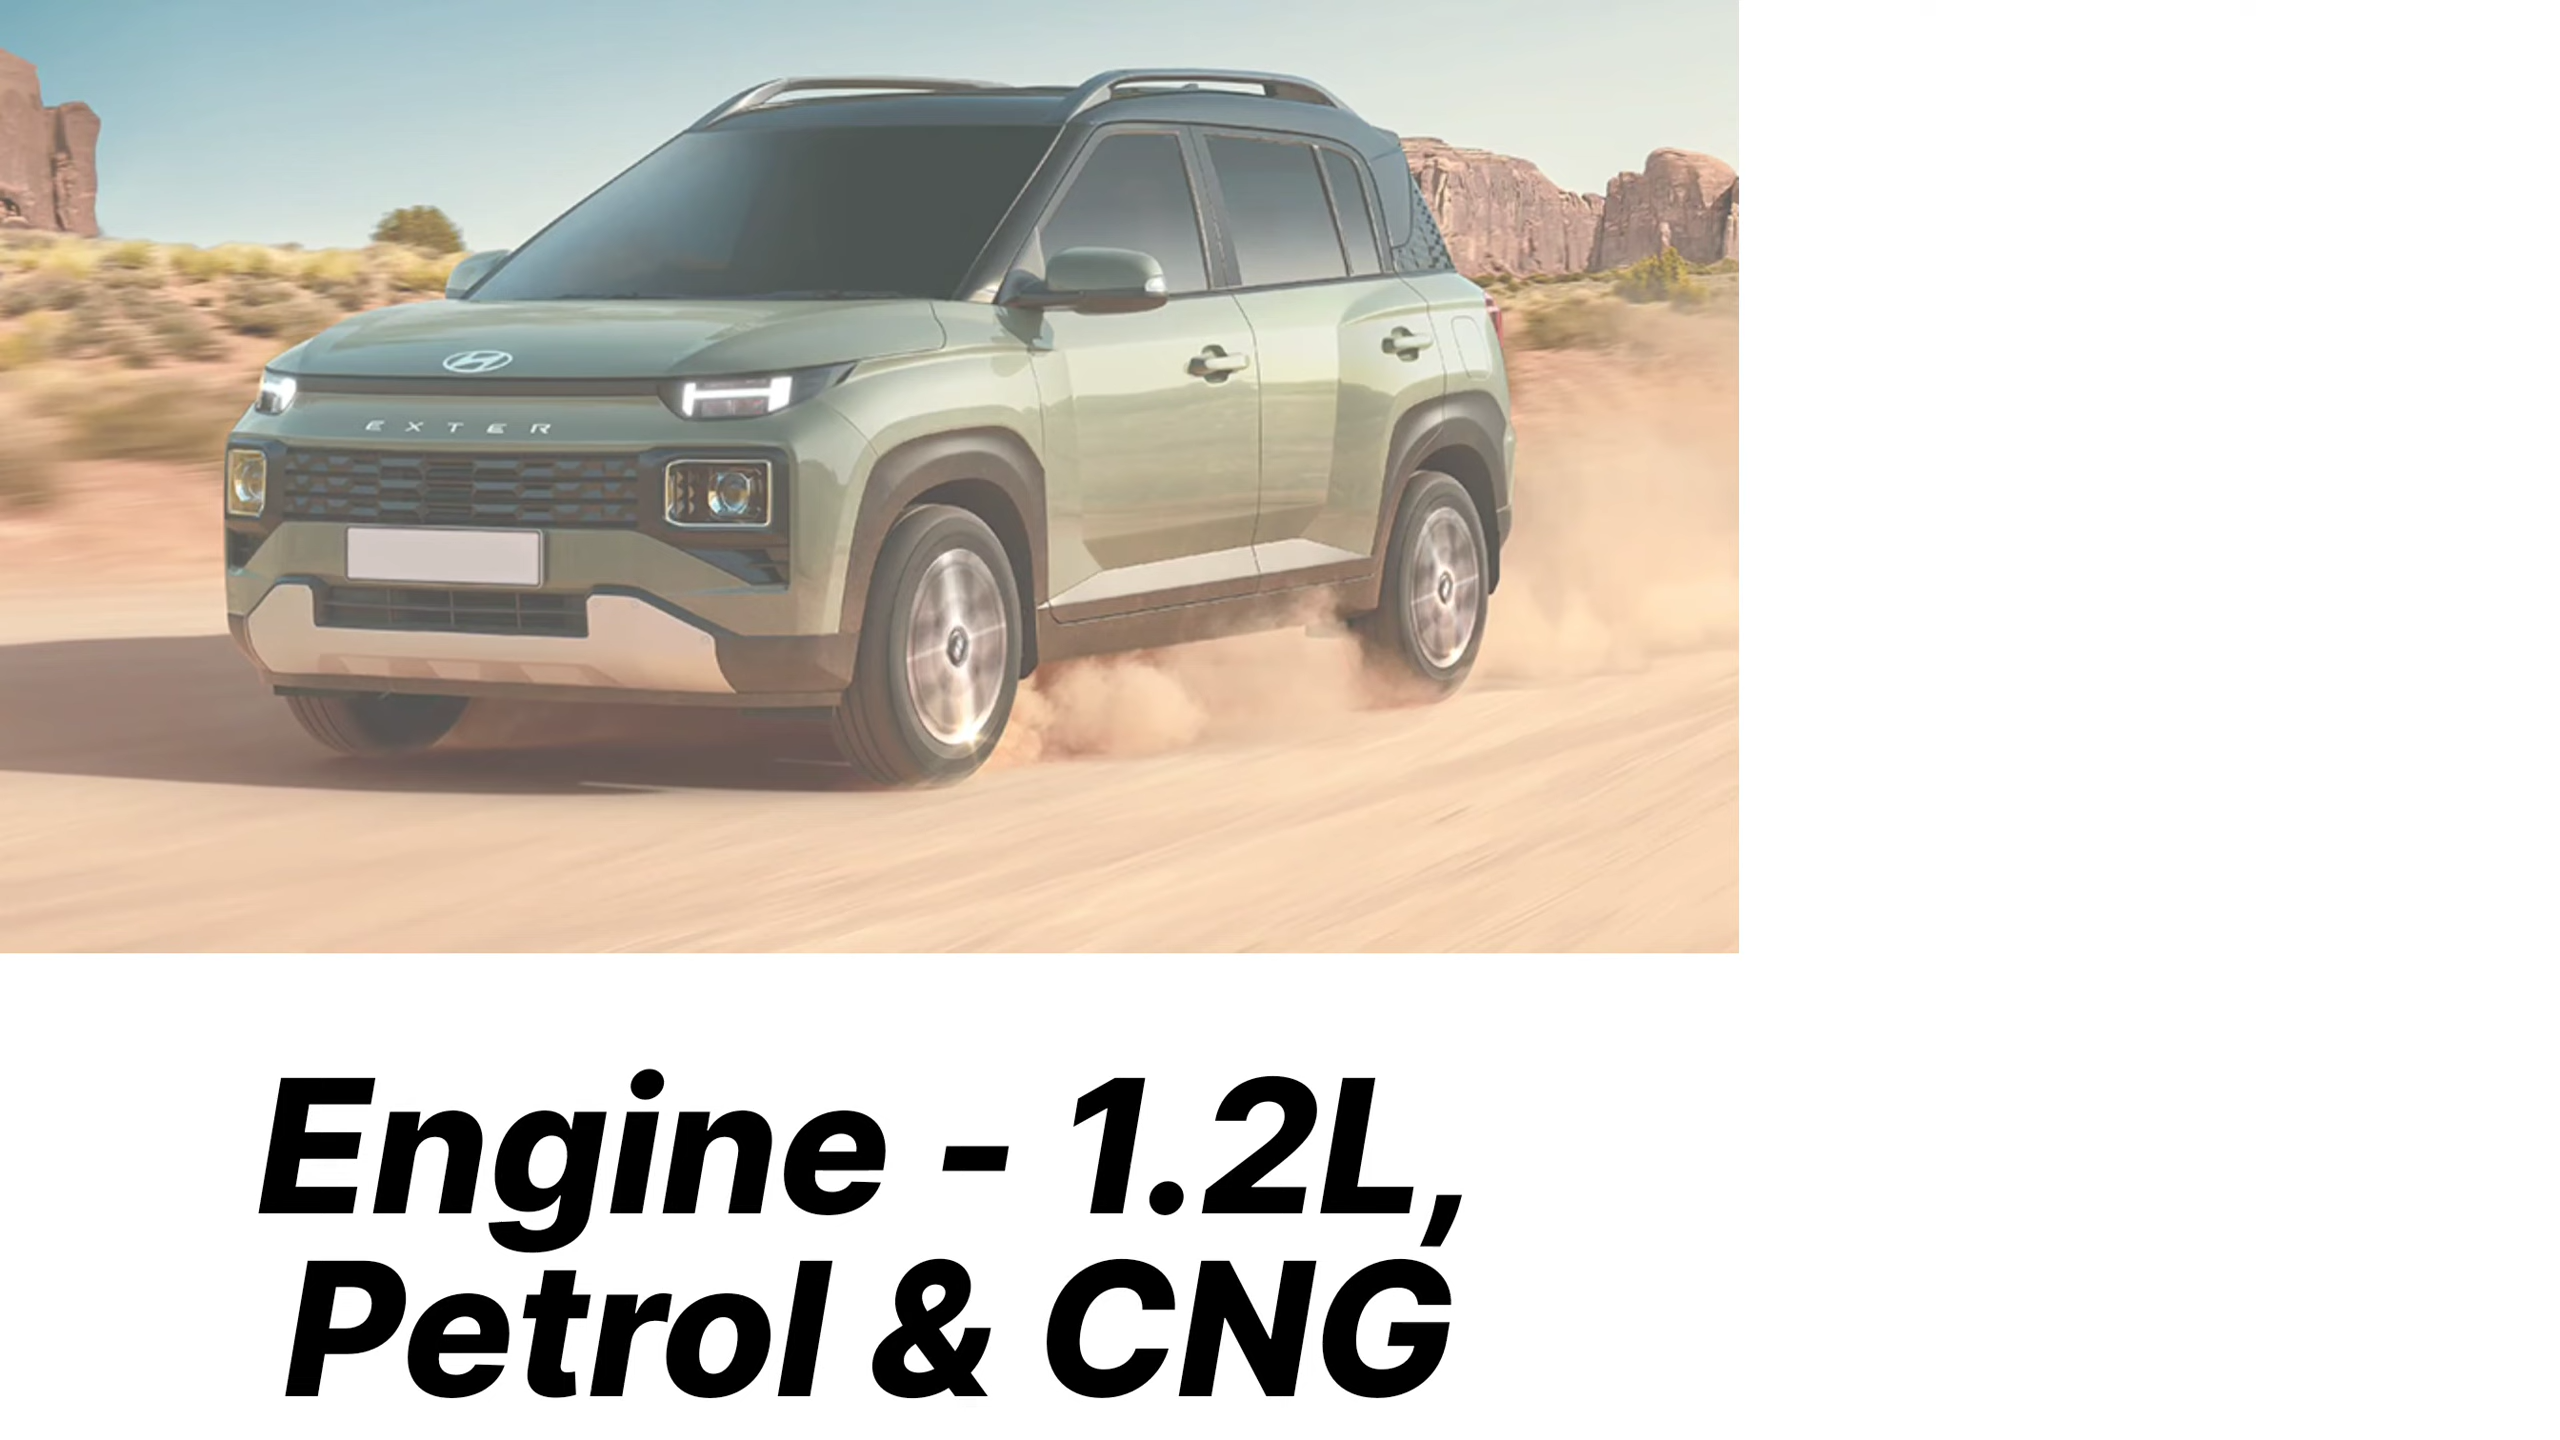 EXTER
Engine - 1.2L,
Petrol & CNG